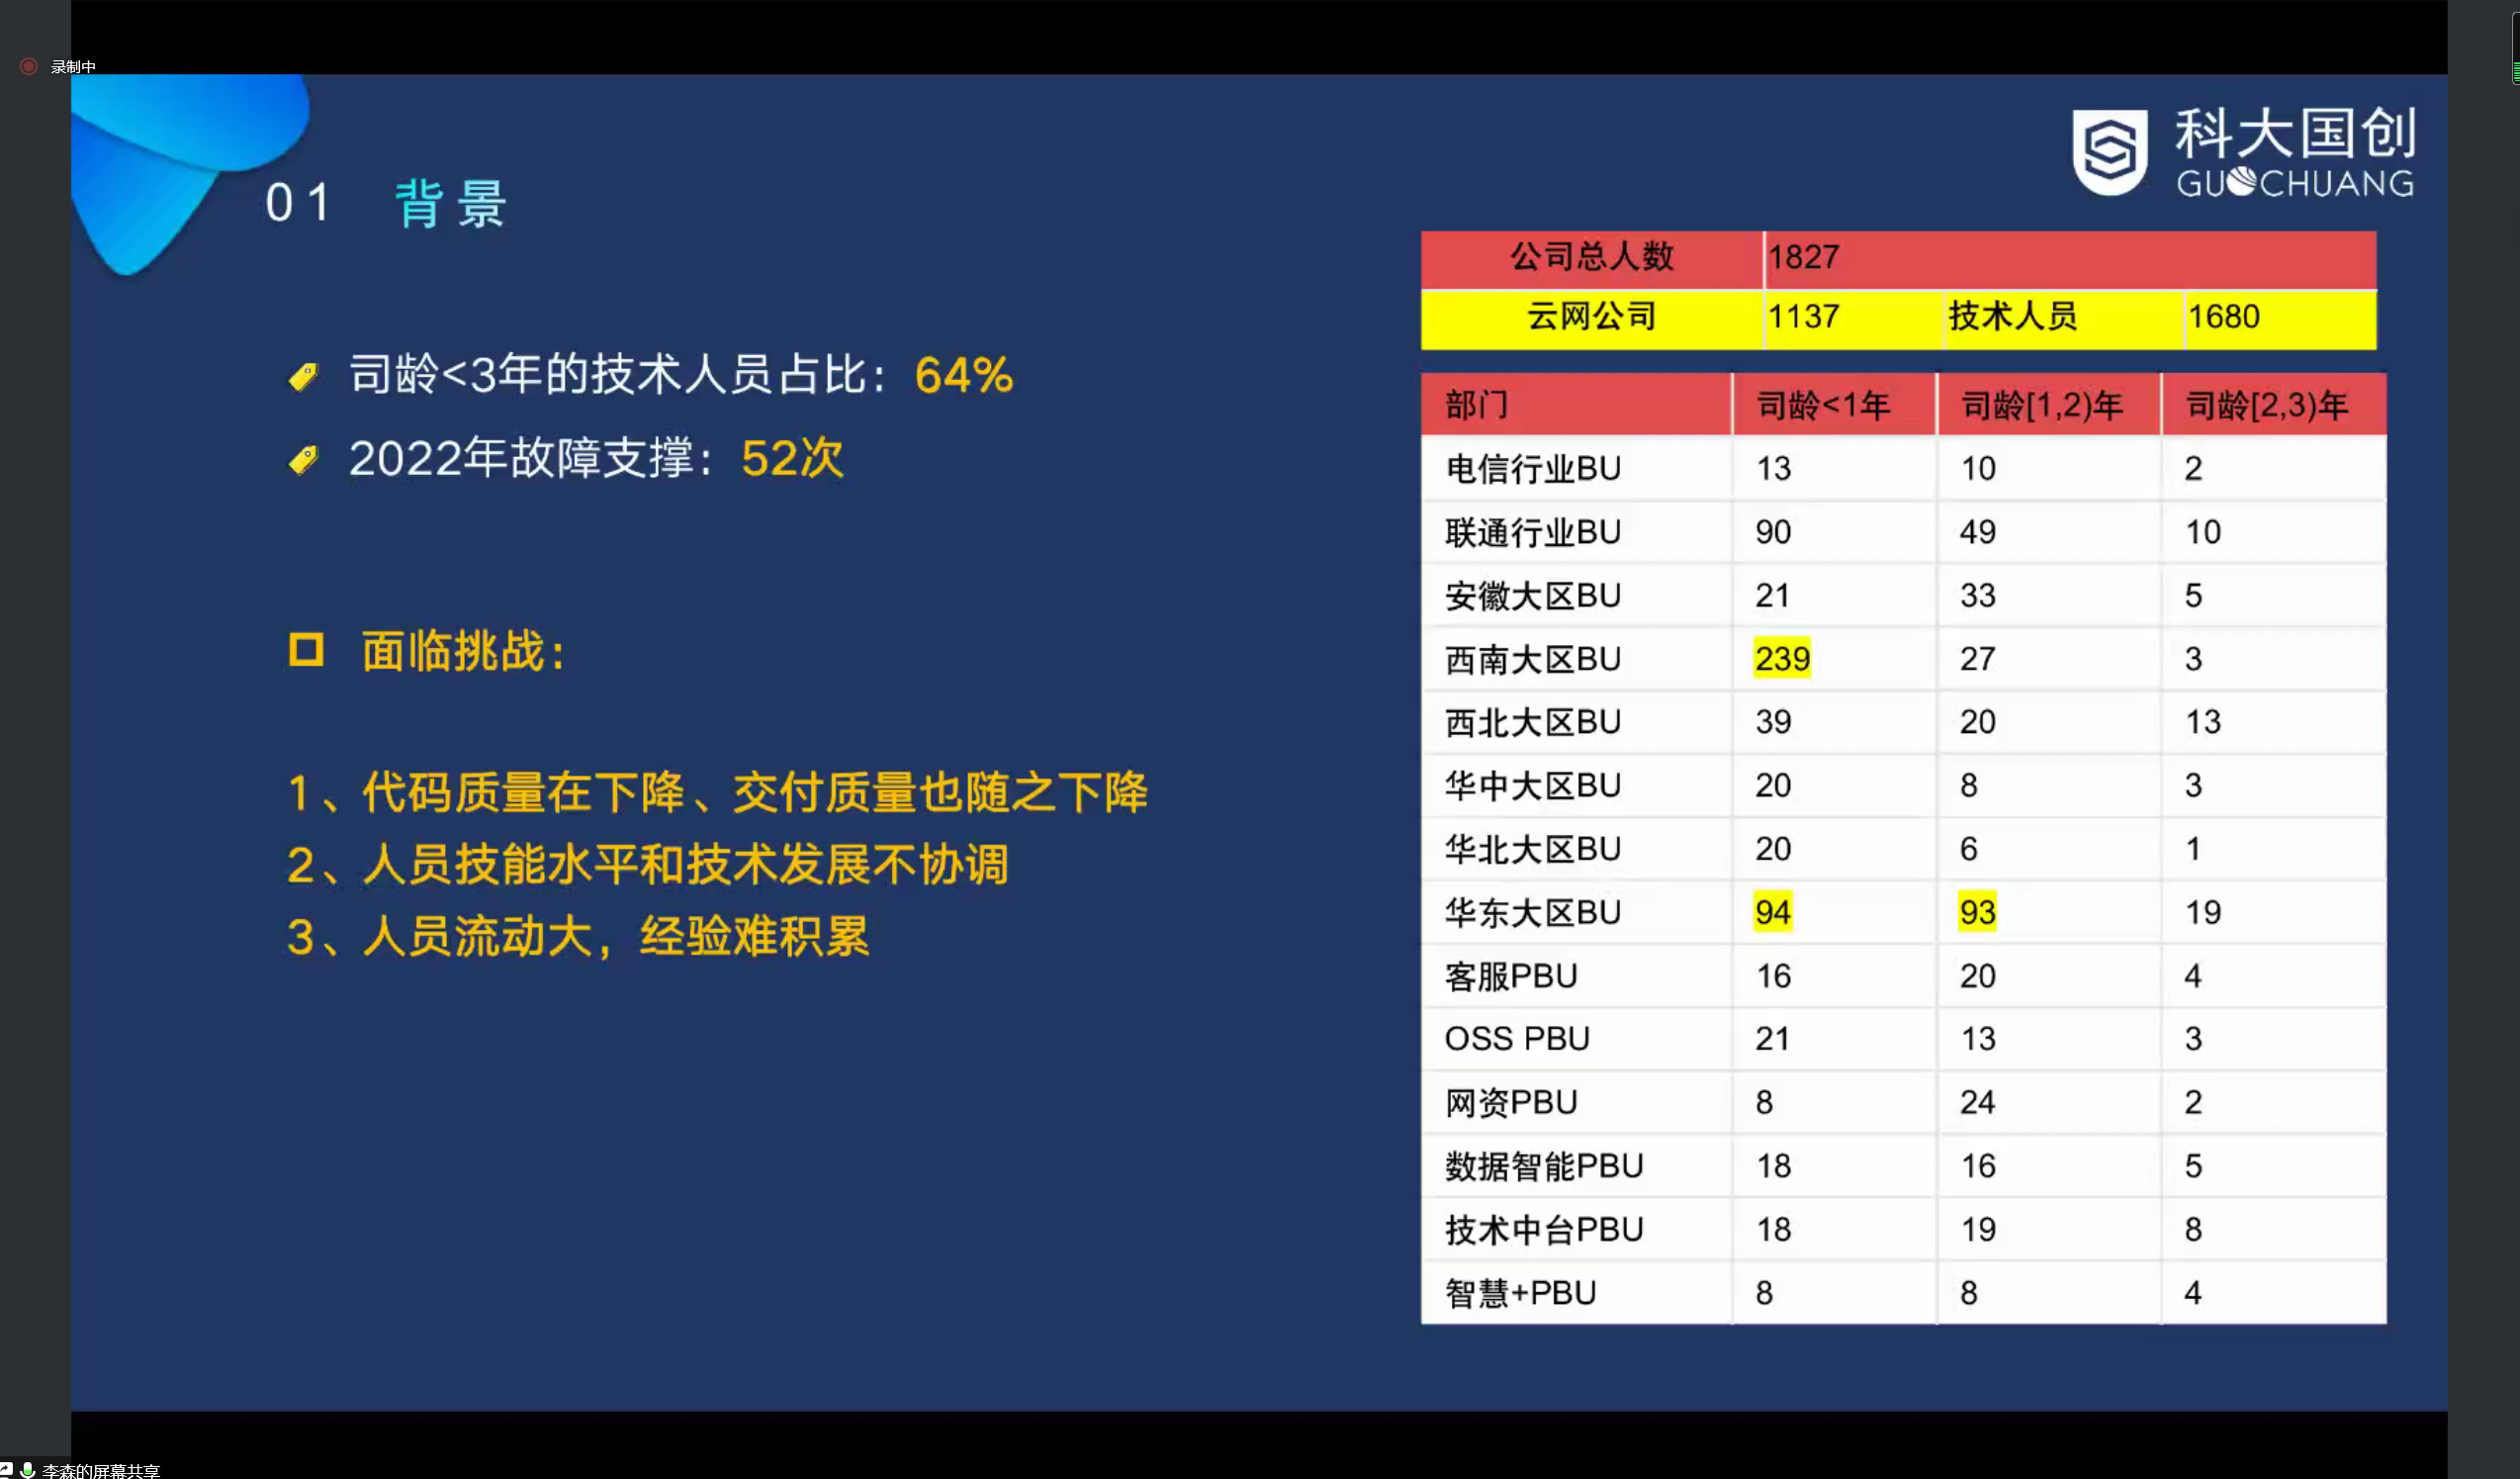 录制中
科大国创
GUOCHUANG
01 背景
司龄<3年的技术人员占比：64%
2022年故障支撑：52次
面临挑战：
1、代码质量在下降、交付质量也随之下降
2、人员技能水平和技术发展不协调
3、人员流动大，经验难积累
公司总人数 1827
云网公司 1137 技术人员 1680
部门 司龄<1年 司龄[1,2)年 司龄[2,3)年
电信行业BU 13 10 2
联通行业BU 90 49 10
安徽大区BU 21 33 5
西南大区BU 239 27 3
西北大区BU 39 20 13
华中大区BU 20 8 3
华北大区BU 20 6 1
华东大区BU 94 93 19
客服PBU 16 20 4
OSS PBU 21 13 3
网资PBU 8 24 2
数据智能PBU 18 16 5
技术中台PBU 18 19 8
智慧+PBU 8 8 4
李森的屏幕共享